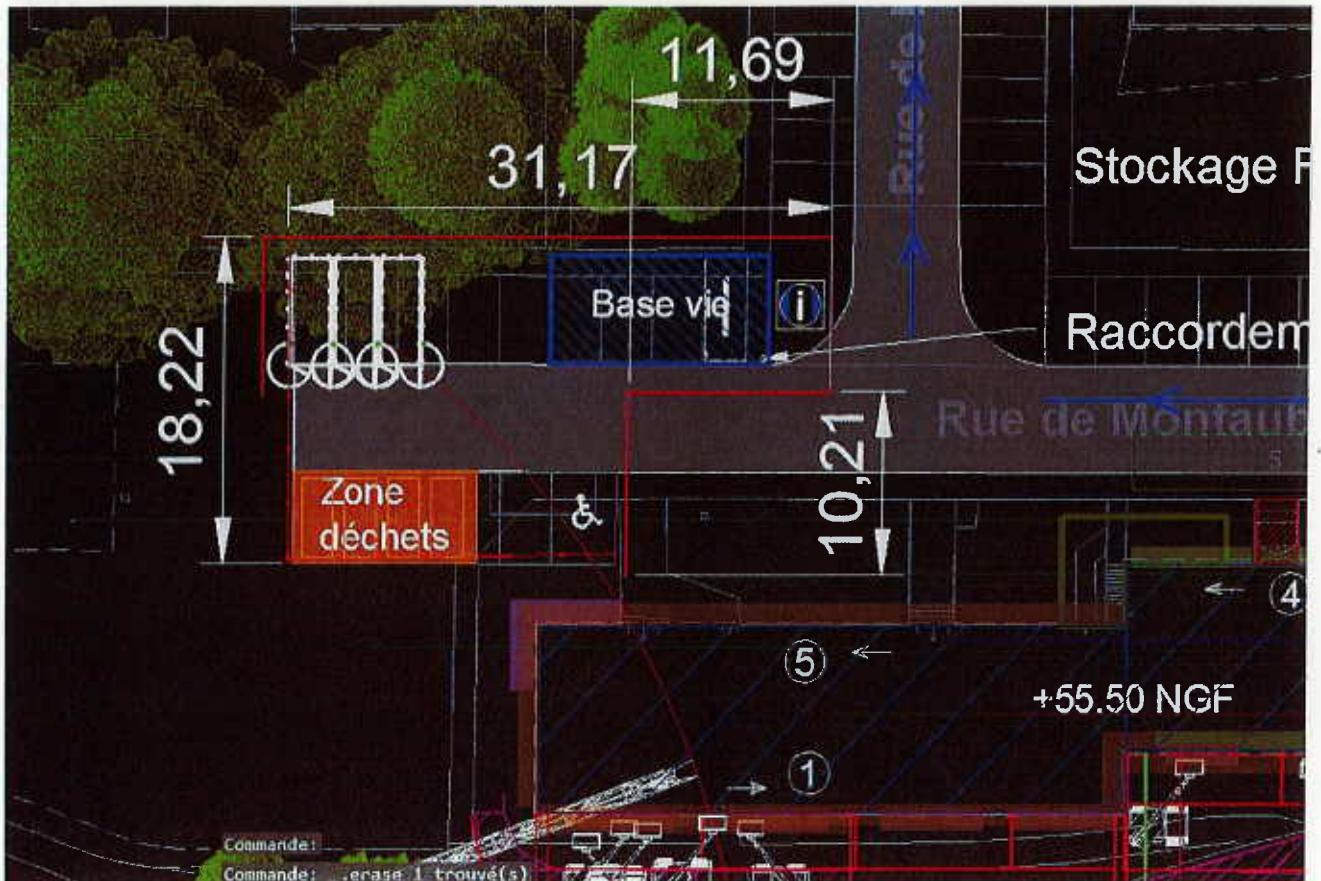 11,69
Rue de
31,17
Stockage F
Base vie
i
Raccordem
18,22
Rue de Montaub
10,21
S
Zone
déchets
4
5
+55.50 NGF
1
Commande:
Commande: _.erase 1 trouvé(s)